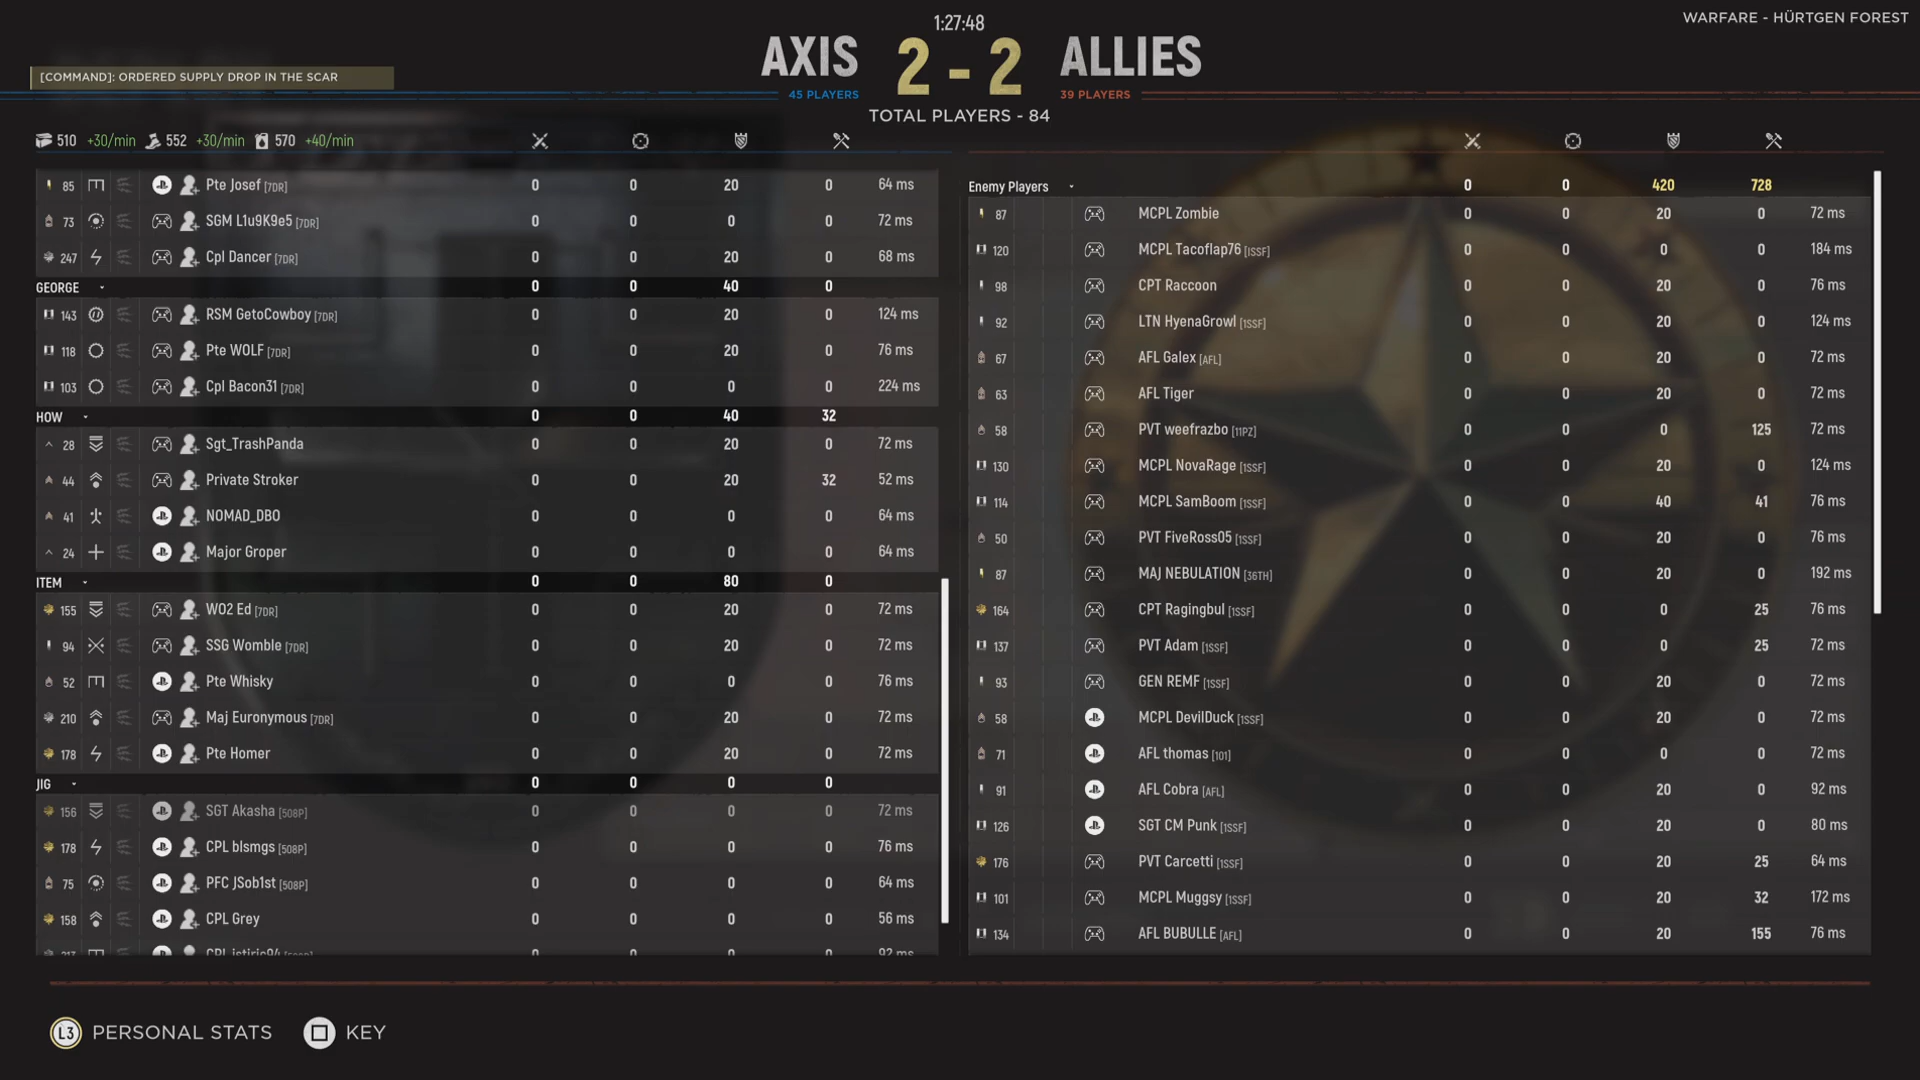 1:27:48
WARFARE - HÜRTGEN FOREST
AXIS 2 - 2 ALLIES
[COMMAND]: ORDERED SUPPLY DROP IN THE SCAR
45 PLAYERS
39 PLAYERS
TOTAL PLAYERS - 84
510 +30/min 552 +30/min 570 +40/min
85 Pte Josef [7DR] 0 0 20 0 64 ms
73 SGM L1u9K9e5 [7DR] 0 0 0 0 72 ms
247 Cpl Dancer [7DR] 0 0 20 0 68 ms
GEORGE 0 0 40 0
143 RSM GetoCowboy [7DR] 0 0 20 0 124 ms
118 Pte WOLF [7DR] 0 0 20 0 76 ms
103 Cpl Bacon31 [7DR] 0 0 0 0 224 ms
HOW 0 0 40 32
28 Sgt_TrashPanda 0 0 20 0 72 ms
44 Private Stroker 0 0 20 32 52 ms
41 NOMAD_DBO 0 0 0 0 64 ms
24 Major Groper 0 0 0 0 64 ms
ITEM 0 0 80 0
155 WO2 Ed [7DR] 0 0 20 0 72 ms
94 SSG Womble [7DR] 0 0 20 0 72 ms
52 Pte Whisky 0 0 0 0 76 ms
210 Maj Euronymous [7DR] 0 0 20 0 72 ms
178 Pte Homer 0 0 20 0 72 ms
JIG 0 0 0 0
156 SGT Akasha [508P] 0 0 0 0 72 ms
178 CPL blsmgs [508P] 0 0 0 0 76 ms
75 PFC JSob1st [508P] 0 0 0 0 64 ms
158 CPL Grey 0 0 0 0 56 ms
CPL 0 0 0 0 92 ms
Enemy Players 0 0 420 728
87 MCPL Zombie 0 0 20 0 72 ms
120 MCPL Tacoflap76 [1SSF] 0 0 0 0 184 ms
98 CPT Raccoon 0 0 20 0 76 ms
92 LTN HyenaGrowl [1SSF] 0 0 20 0 124 ms
67 AFL Galex [AFL] 0 0 20 0 72 ms
63 AFL Tiger 0 0 20 0 72 ms
58 PVT weefrazbo [11PZ] 0 0 0 125 72 ms
130 MCPL NovaRage [1SSF] 0 0 20 0 124 ms
114 MCPL SamBoom [1SSF] 0 0 40 41 76 ms
50 PVT FiveRoss05 [1SSF] 0 0 20 0 76 ms
87 MAJ NEBULATION [36TH] 0 0 20 0 192 ms
164 CPT Ragingbul [1SSF] 0 0 0 25 76 ms
137 PVT Adam [1SSF] 0 0 0 25 72 ms
93 GEN REMF [1SSF] 0 0 20 0 72 ms
58 MCPL DevilDuck [1SSF] 0 0 20 0 72 ms
71 AFL thomas [101] 0 0 0 0 72 ms
91 AFL Cobra [AFL] 0 0 20 0 92 ms
126 SGT CM Punk [1SSF] 0 0 20 0 80 ms
176 PVT Carcetti [1SSF] 0 0 20 25 64 ms
101 MCPL Muggsy [1SSF] 0 0 20 32 172 ms
134 AFL BUBULLE [AFL] 0 0 20 155 76 ms
L3 PERSONAL STATS KEY